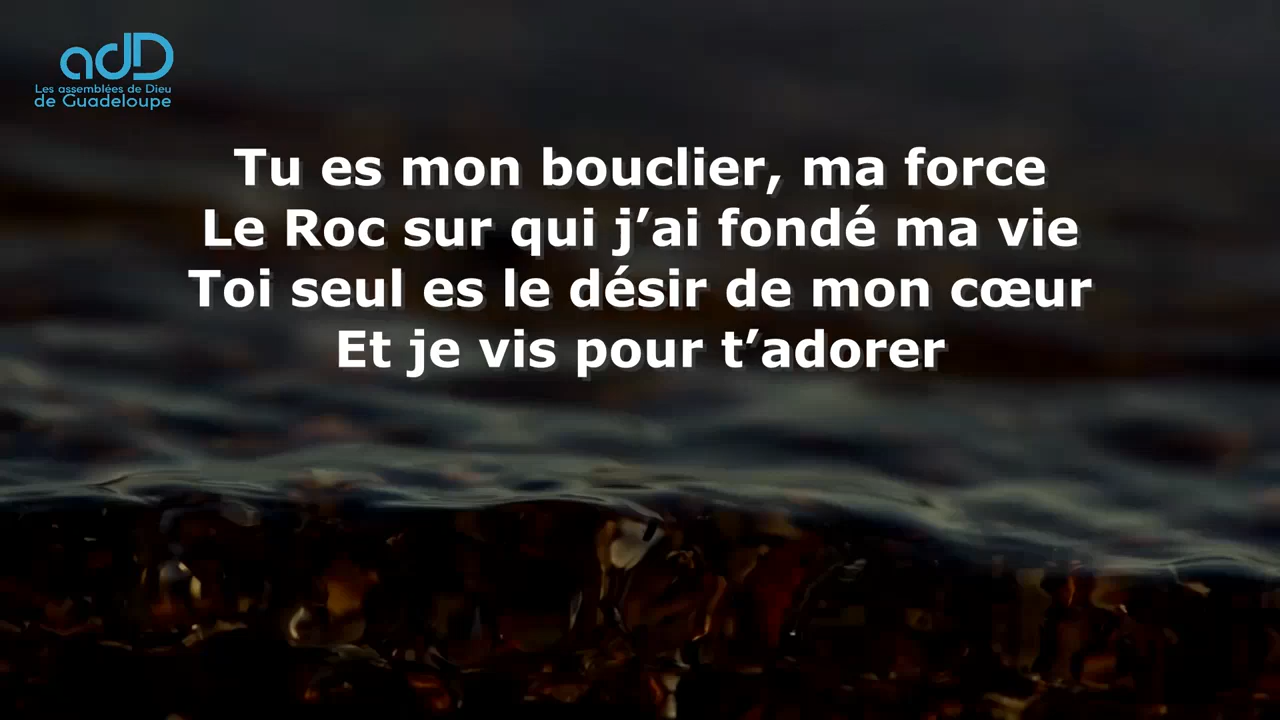 adD
Les assemblées de Dieu
de Guadeloupe
Tu es mon bouclier, ma force
Le Roc sur qui j’ai fondé ma vie
Toi seul es le désir de mon cœur
Et je vis pour t’adorer